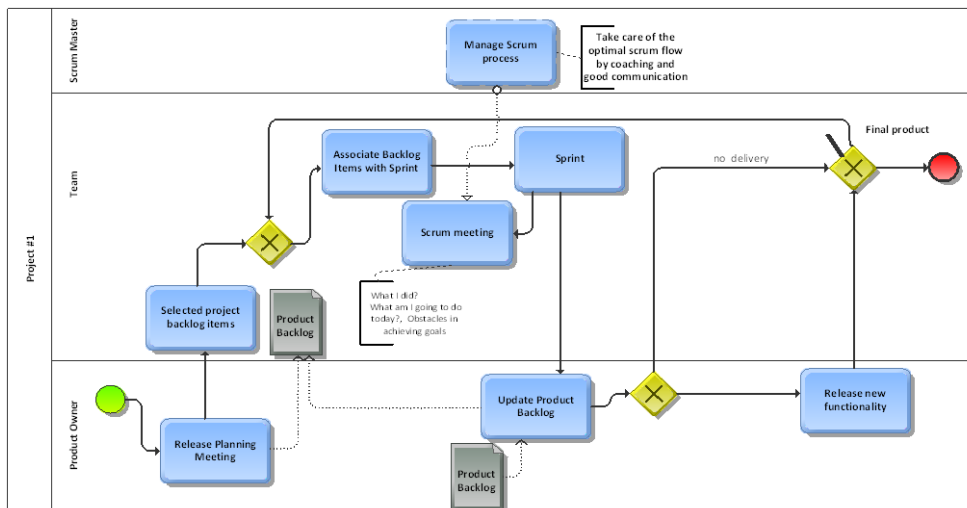 Project #1
Scrum Master
Manage Scrum
process
Take care of the
optimal scrum flow
by coaching and
good communication
Team
Associate Backlog
Items with Sprint
Sprint
no delivery
Final product
Scrum meeting
What I did?
What am I going to do
today?, Obstacles in
achieving goals
Selected project
backlog items
Product
Backlog
Product Owner
Release Planning
Meeting
Update Product
Backlog
Product
Backlog
Release new
functionality